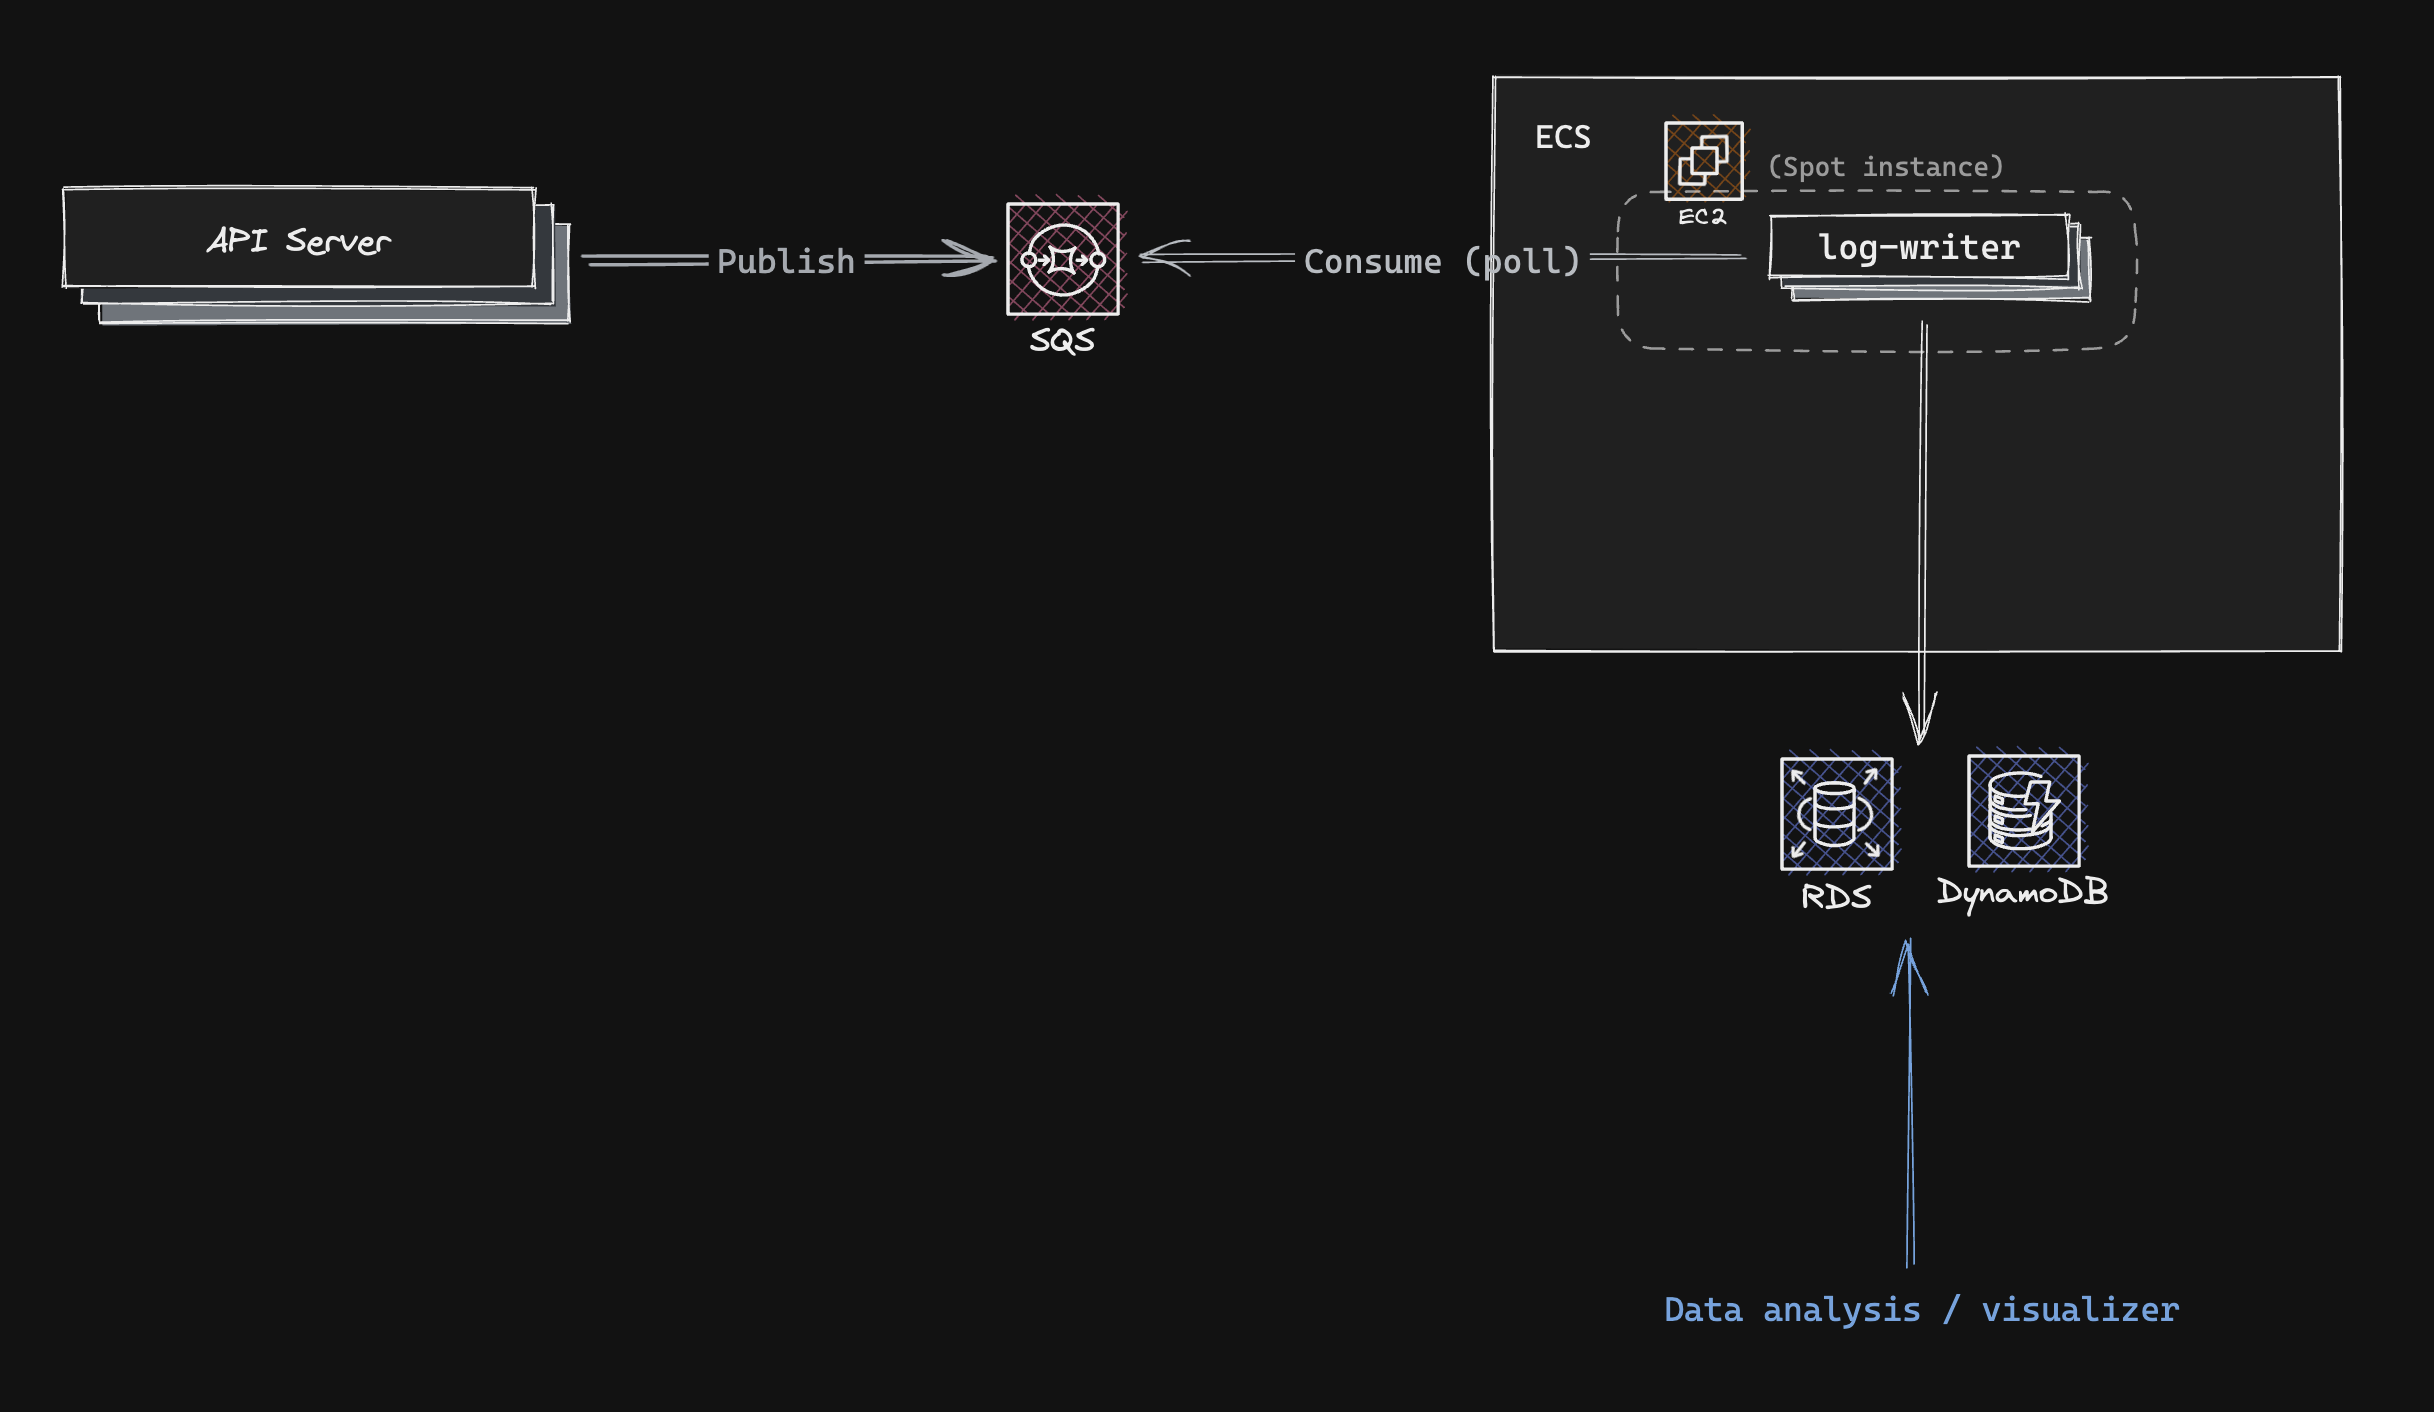 ECS
(Spot instance)
EC2
API Server
Publish
SQS
Consume (poll)
log-writer
RDS
DynamoDB
Data analysis / visualizer